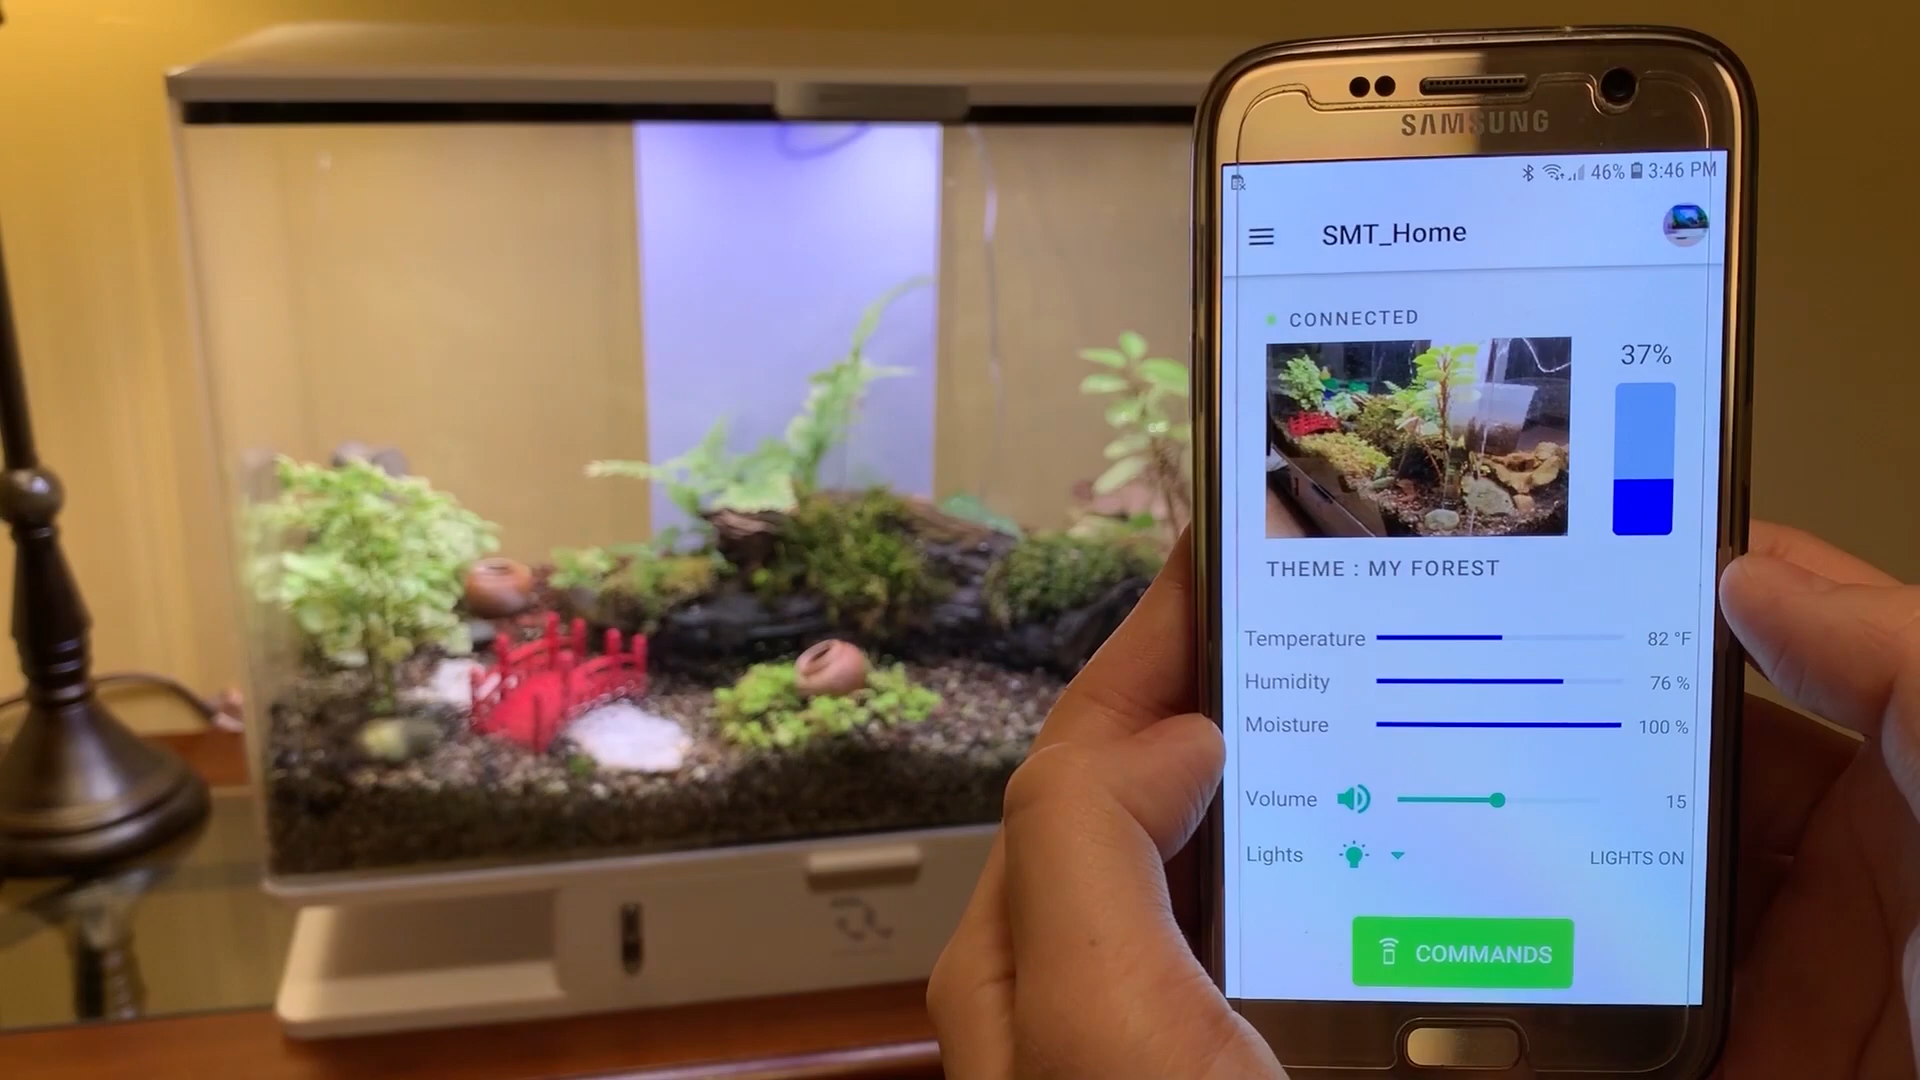 SAMSUNG
46% 3:46 PM
SMT_Home
CONNECTED
37%
THEME : MY FOREST
Temperature 82 °F
Humidity 76 %
Moisture 100 %
Volume 15
Lights LIGHTS ON
COMMANDS